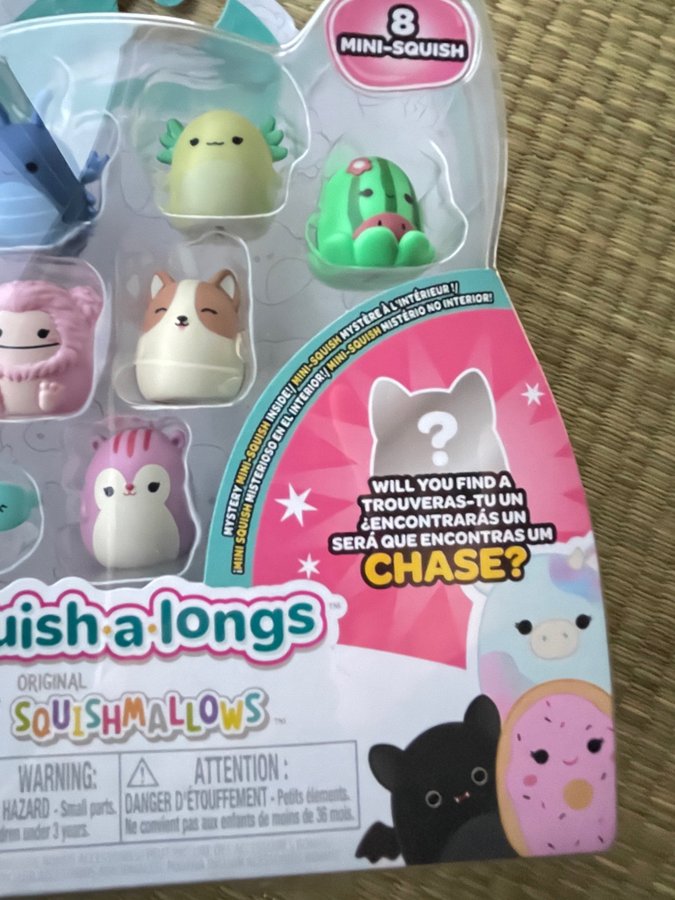 8
MINI-SQUISH
MYSTERY MINI-SQUISH INSIDE!/ MINI-SQUISH MYSTÈRE À L'INTÉRIEUR !/
¡MINI SQUISH MISTERIOSO EN EL INTERIOR!/ MINI-SQUISH MISTÉRIO NO INTERIOR!
?
WILL YOU FIND A
TROUVERAS-TU UN
¿ENCONTRARÁS UN
SERÁ QUE ENCONTRAS UM
CHASE?
uish·a·longs™
ORIGINAL
SQUISHMALLOWS™
WARNING:
HAZARD - Small parts.
dren under 3 years.
ATTENTION :
DANGER D'ÉTOUFFEMENT - Petits éléments.
Ne convient pas aux enfants de moins de 36 mois.